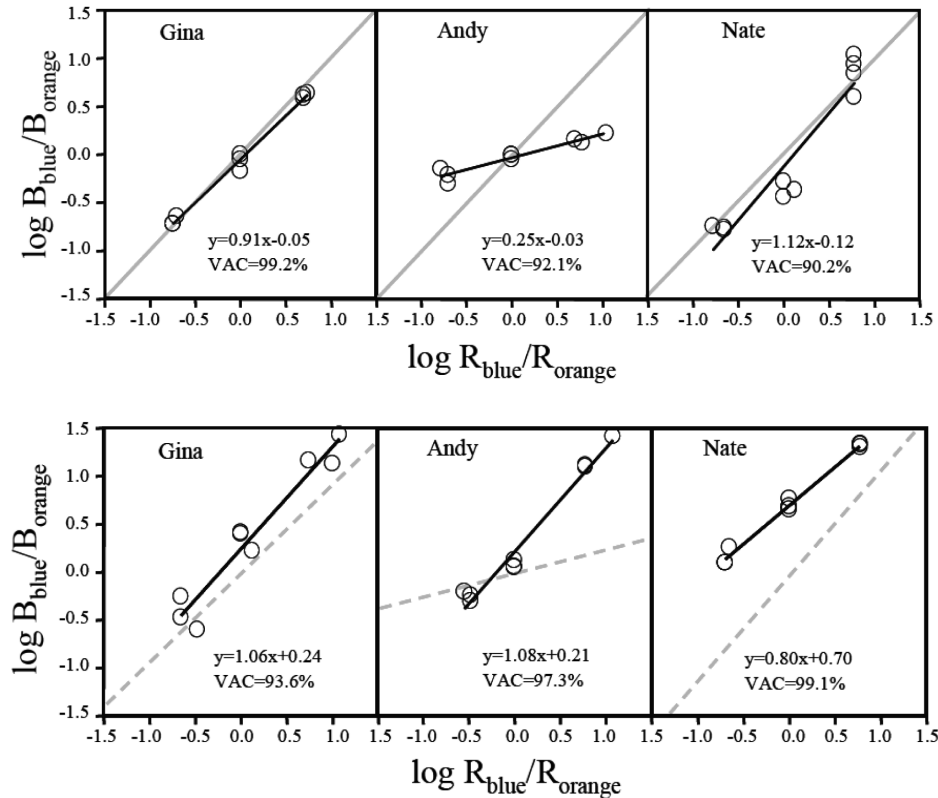 1.5
Gina
Andy
Nate
1.0
0.5
0.0
-0.5
-1.0
-1.5
log B_blue/B_orange
y=0.91x-0.05
VAC=99.2%
y=0.25x-0.03
VAC=92.1%
y=1.12x-0.12
VAC=90.2%
-1.5 -1.0 -0.5 0.0 0.5 1.0 1.5 -1.0 -0.5 0.0 0.5 1.0 1.5 -1.0 -0.5 0.0 0.5 1.0 1.5
log R_blue/R_orange
1.5
Gina
Andy
Nate
1.0
0.5
0.0
-0.5
-1.0
-1.5
log B_blue/B_orange
y=1.06x+0.24
VAC=93.6%
y=1.08x+0.21
VAC=97.3%
y=0.80x+0.70
VAC=99.1%
-1.5 -1.0 -0.5 0.0 0.5 1.0 1.5 -1.0 -0.5 0.0 0.5 1.0 1.5 -1.0 -0.5 0.0 0.5 1.0 1.5
log R_blue/R_orange